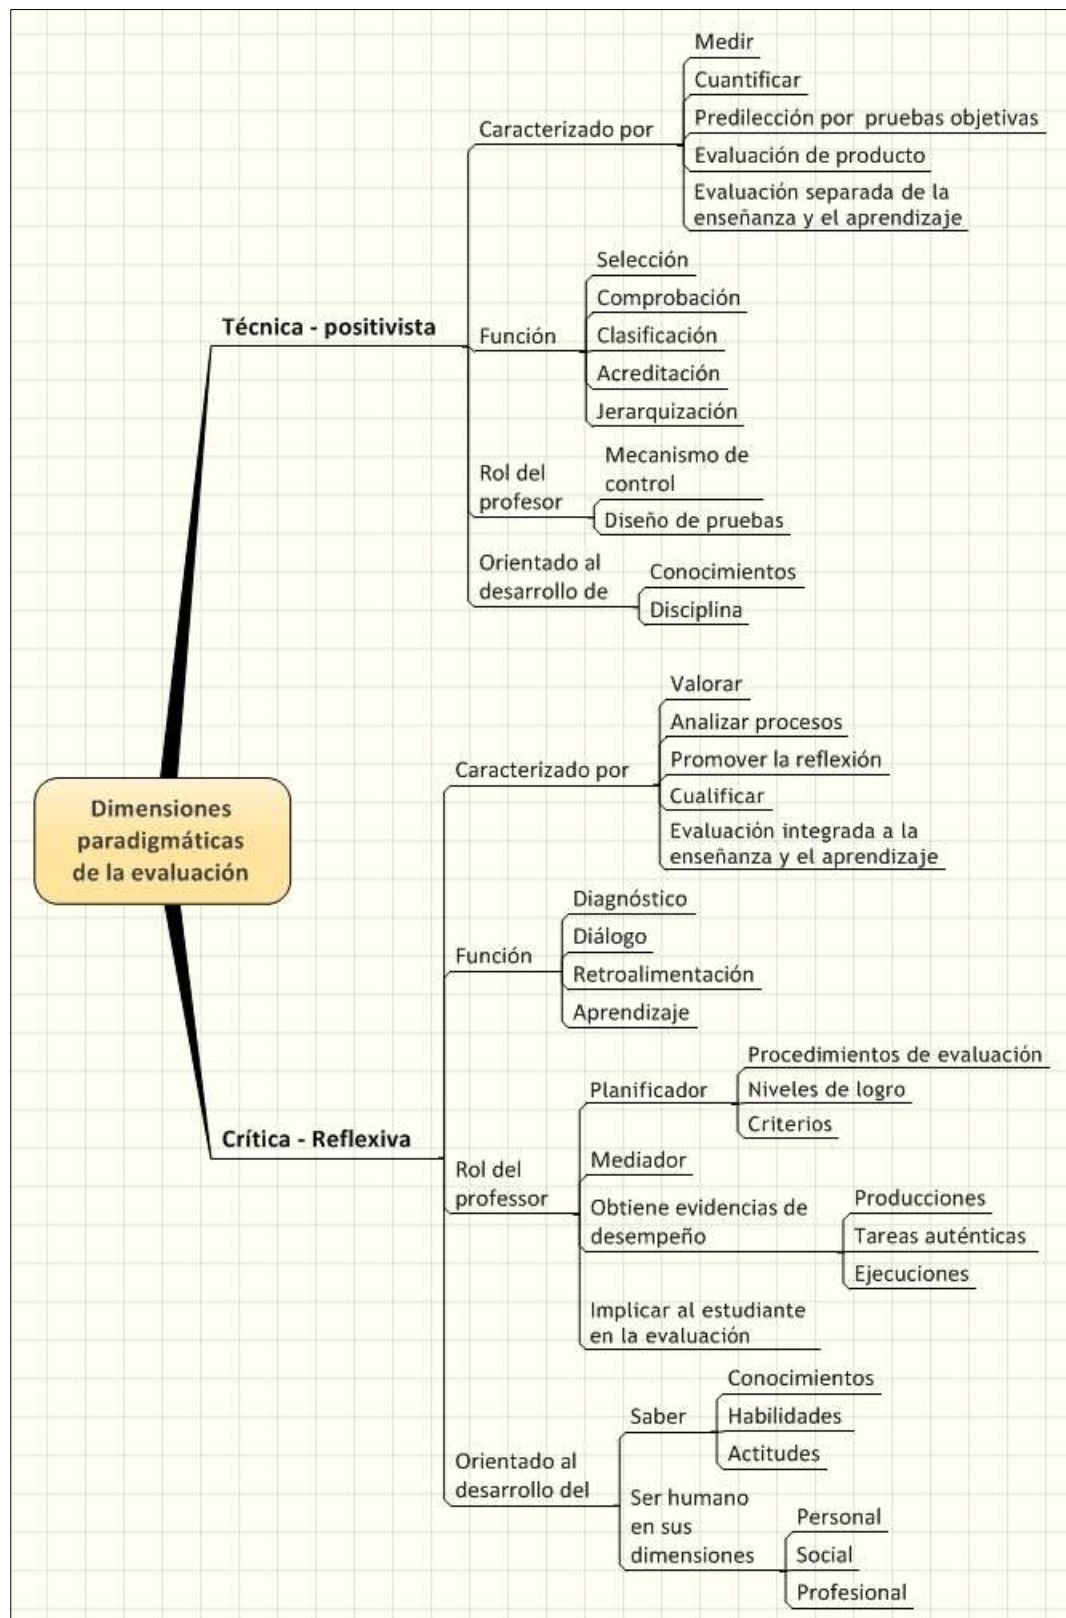 Medir
Cuantificar
Predilección por pruebas objetivas
Caracterizado por
Evaluación de producto
Evaluación separada de la
enseñanza y el aprendizaje
Selección
Comprobación
Técnica - positivista
Función
Clasificación
Acreditación
Jerarquización
Mecanismo de
control
Rol del
profesor
Diseño de pruebas
Orientado al
desarrollo de
Conocimientos
Disciplina
Valorar
Analizar procesos
Promover la reflexión
Caracterizado por
Cualificar
Evaluación integrada a la
enseñanza y el aprendizaje
Dimensiones
paradigmáticas
de la evaluación
Diagnóstico
Diálogo
Función
Retroalimentación
Aprendizaje
Procedimientos de evaluación
Planificador
Niveles de logro
Criterios
Crítica - Reflexiva
Rol del
professor
Mediador
Obtiene evidencias de
desempeño
Producciones
Tareas auténticas
Ejecuciones
Implicar al estudiante
en la evaluación
Conocimientos
Saber
Habilidades
Actitudes
Orientado al
desarrollo del
Ser humano
en sus
dimensiones
Personal
Social
Profesional